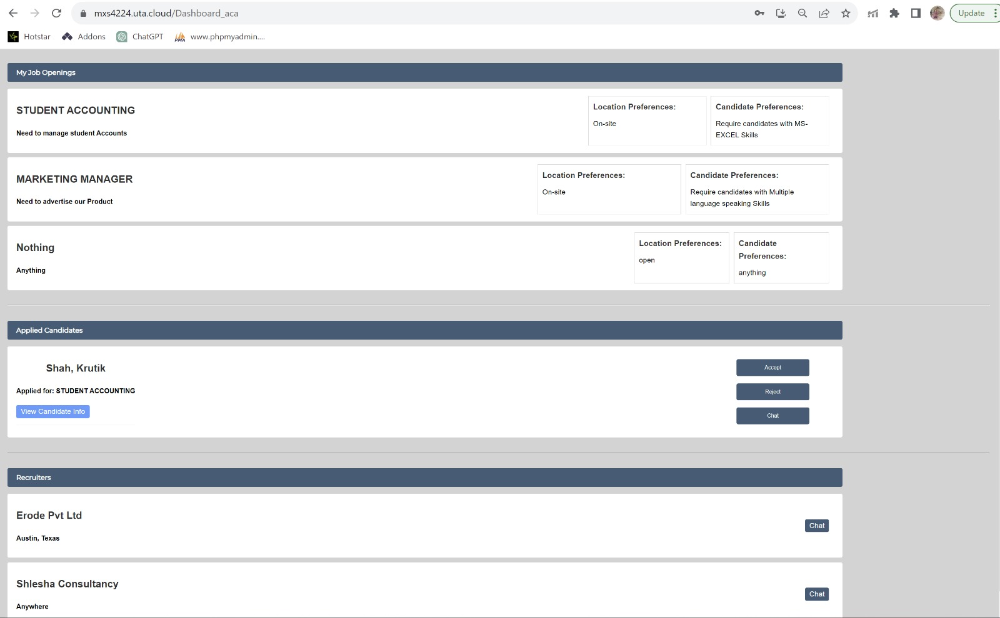 mxs4224.uta.cloud/Dashboard_aca
Update
Hotstar
Addons
ChatGPT
PMA
www.phpmyadmin....
My Job Openings
STUDENT ACCOUNTING
Need to manage student Accounts
Location Preferences:
On-site
Candidate Preferences:
Require candidates with MS-
EXCEL Skills
MARKETING MANAGER
Need to advertise our Product
Location Preferences:
On-site
Candidate Preferences:
Require candidates with Multiple
language speaking Skills
Nothing
Anything
Location Preferences:
open
Candidate
Preferences:
anything
Applied Candidates
Shah, Krutik
Applied for: STUDENT ACCOUNTING
View Candidate Info
Accept
Reject
Chat
Recruiters
Erode Pvt Ltd
Austin, Texas
Chat
Shlesha Consultancy
Anywhere
Chat